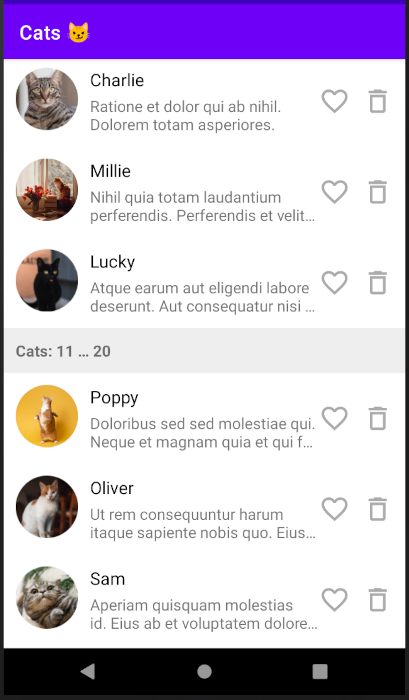 Cats 😼
Charlie
Ratione et dolor qui ab nihil.
Dolorem totam asperiores.
Millie
Nihil quia totam laudantium
perferendis. Perferendis et velit…
Lucky
Atque earum aut eligendi labore
deserunt. Aut consequatur nisi …
Cats: 11 … 20
Poppy
Doloribus sed sed molestiae qui.
Neque et magnam quia et qui f…
Oliver
Ut rem consequuntur harum
itaque sapiente nobis quo. Eius…
Sam
Aperiam quisquam molestias
id. Eius ab et voluptatem dolore…